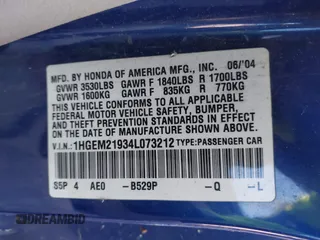 MFD. BY HONDA OF AMERICA MFG., INC. 06/04
GVWR 3530LBS GAWR F 1840LBS R 1700LBS
GVWR 1600KG GAWR F 835KG R 770KG
THIS VEHICLE CONFORMS TO ALL APPLICABLE
FEDERAL MOTOR VEHICLE SAFETY, BUMPER,
AND THEFT PREVENTION STANDARDS IN EFFECT
ON THE DATE OF MANUFACTURE SHOWN ABOVE.
V.I.N.: 1HGEM21934L073212 TYPE: PASSENGER CAR
S5P 4 AE0 -B529P -Q -L
DREAMBID